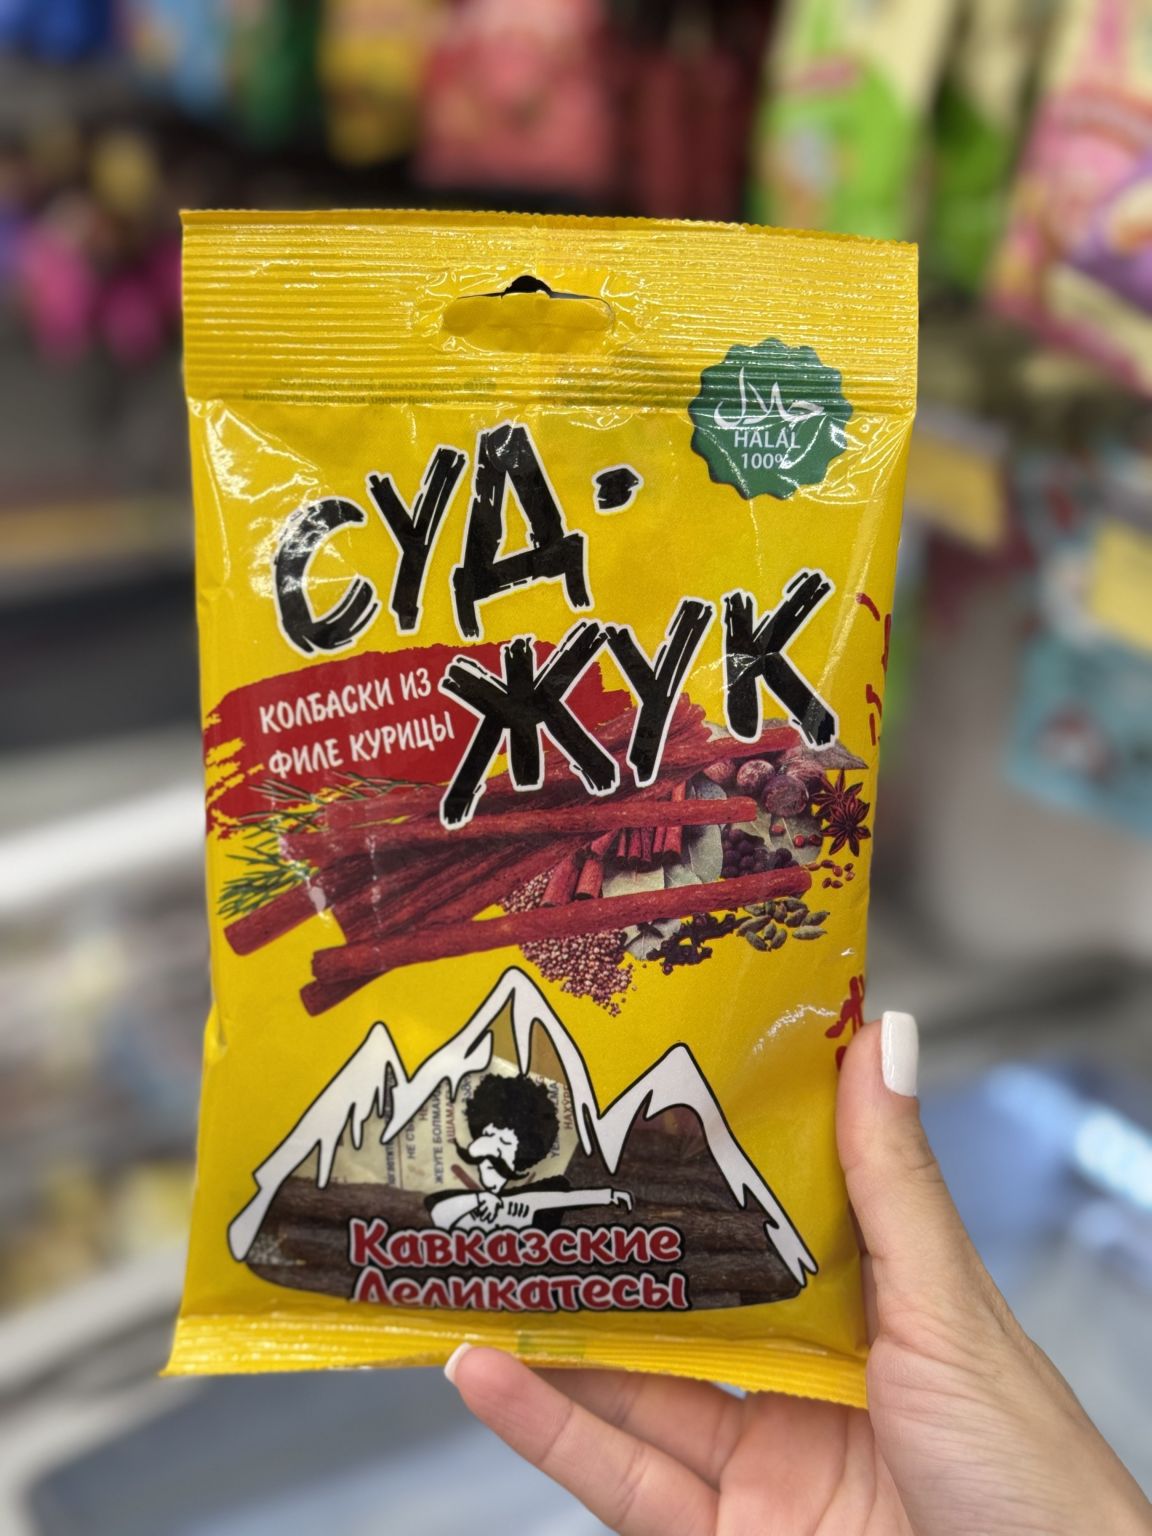 حلال
HALAL
100%
СУД·
ЖУК
КОЛБАСКИ ИЗ
ФИЛЕ КУРИЦЫ
Кавказские
Деликатесы